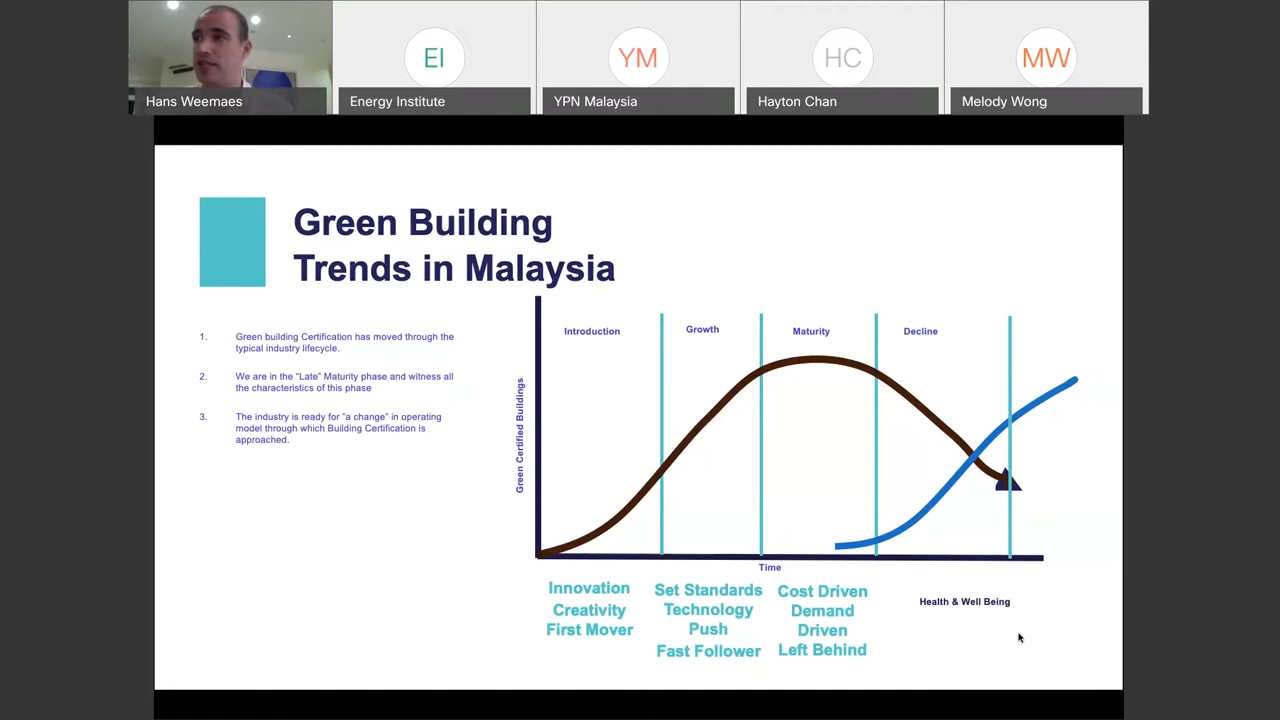 EI
YM
HC
MW
Hans Weemaes
Energy Institute
YPN Malaysia
Hayton Chan
Melody Wong
Green Building
Trends in Malaysia
1. Green building Certification has moved through the
typical industry lifecycle.
2. We are in the “Late” Maturity phase and witness all
the characteristics of this phase
3. The industry is ready for “a change” in operating
model through which Building Certification is
approached.
Introduction
Growth
Maturity
Decline
Green Certified Buildings
Time
Innovation
Creativity
First Mover
Set Standards
Technology
Push
Fast Follower
Cost Driven
Demand
Driven
Left Behind
Health & Well Being